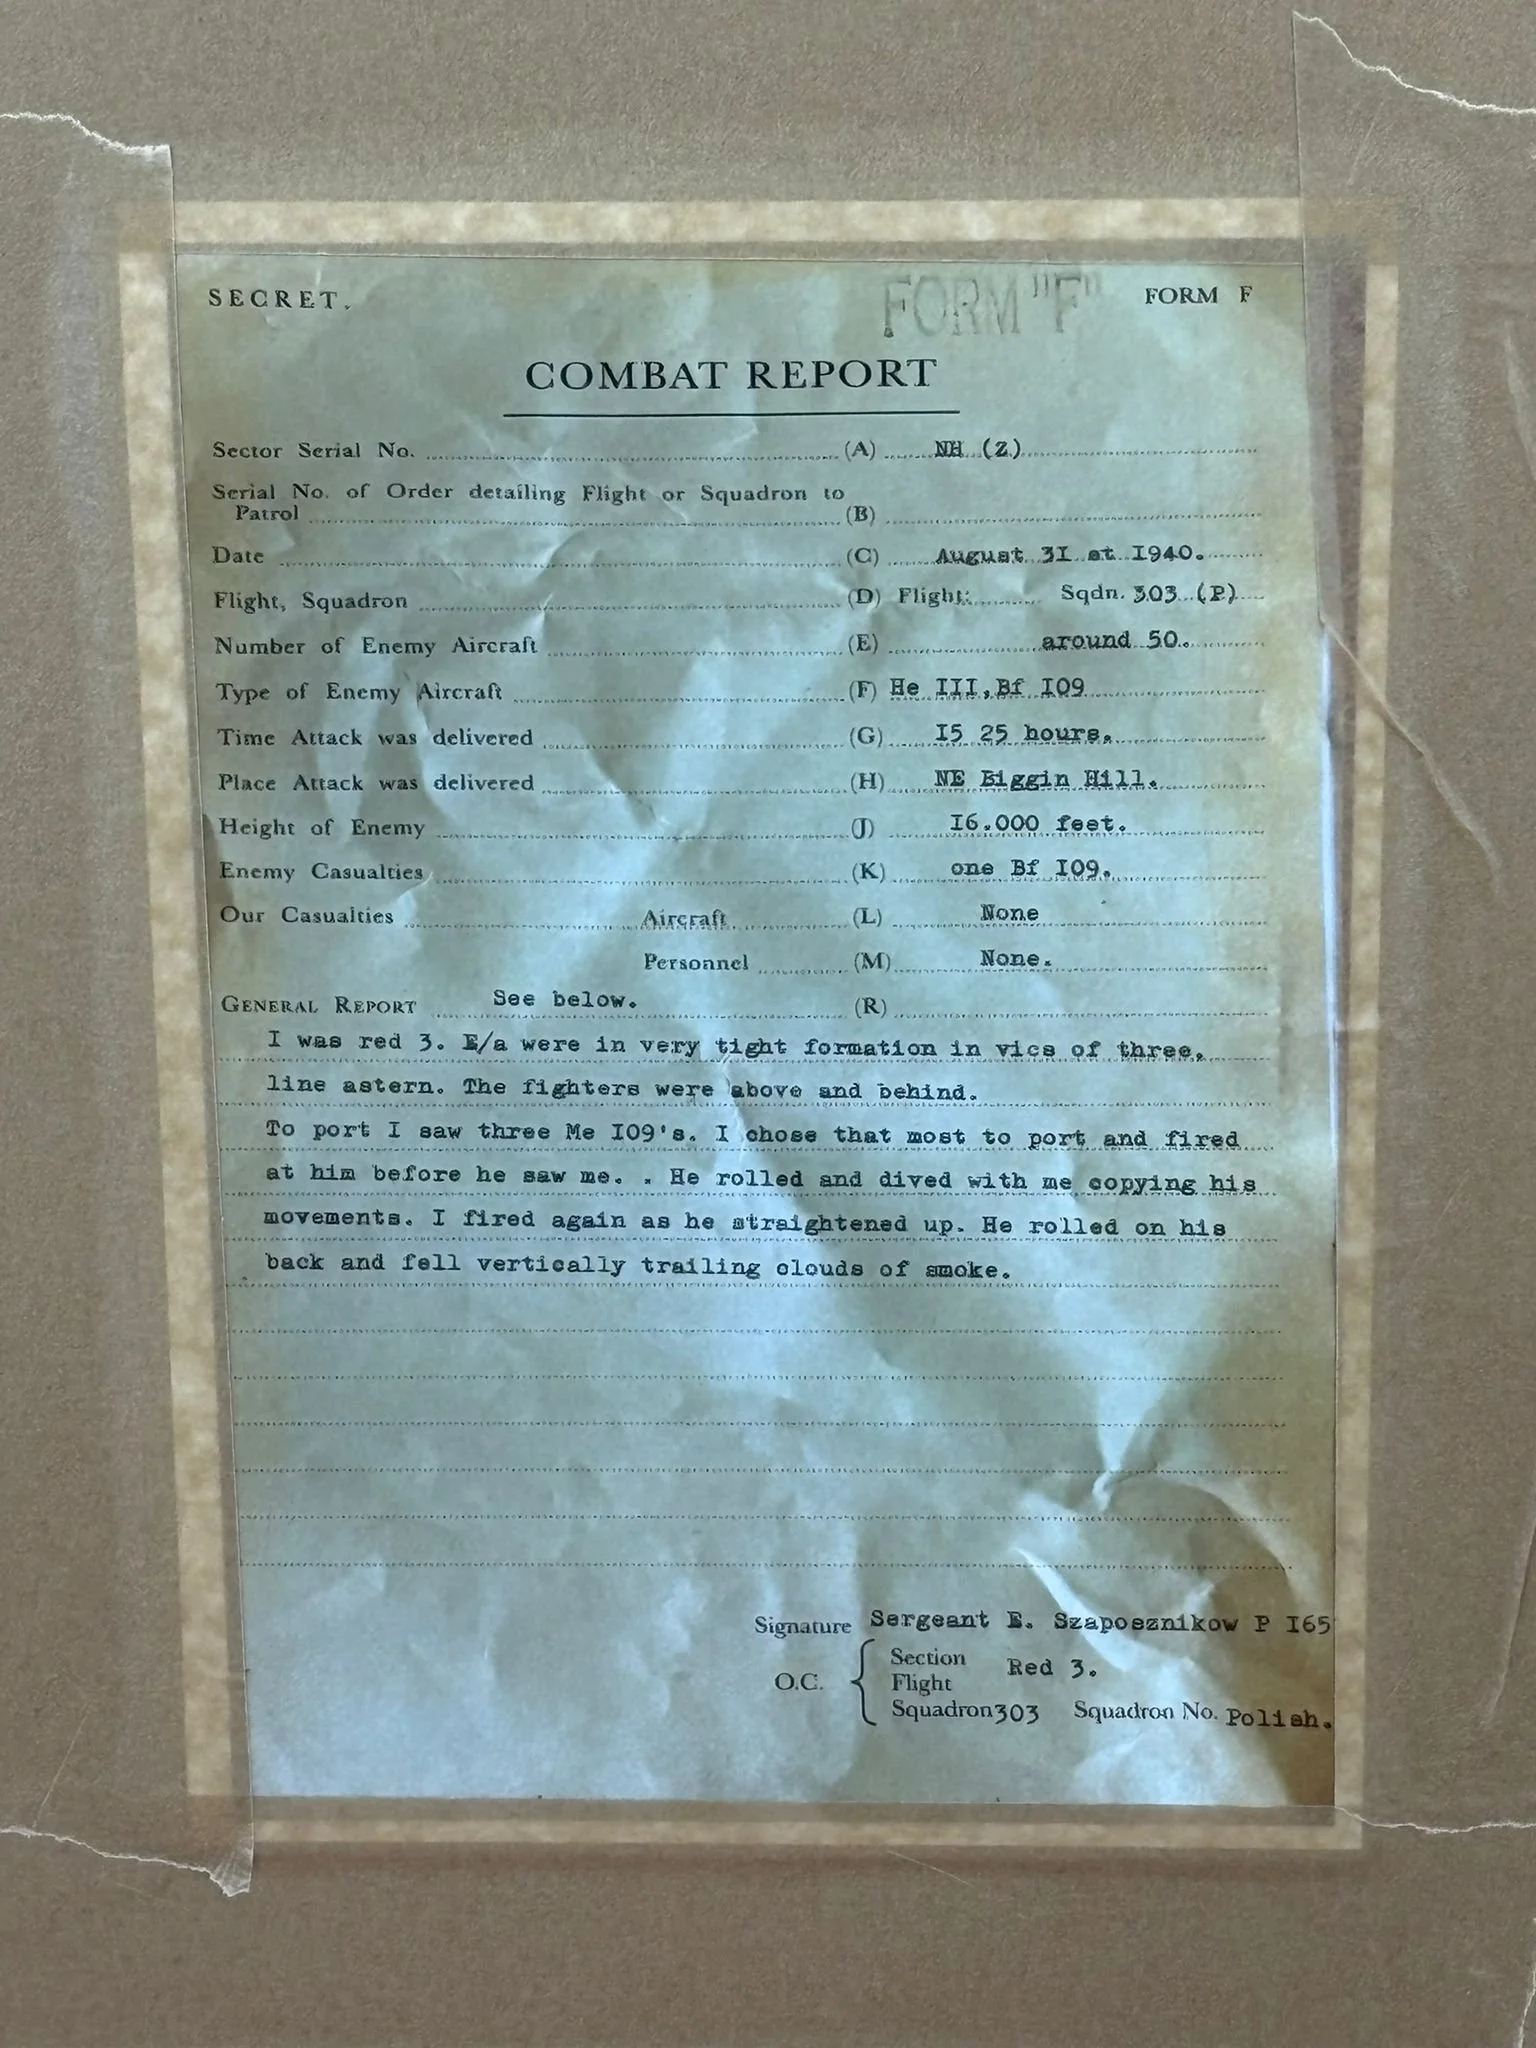 SECRET. FORM "F" FORM F
COMBAT REPORT
Sector Serial No. (A) NH (Z)
Serial No. of Order detailing Flight or Squadron to
Patrol (B)
Date (C) August 31 st I940.
Flight, Squadron (D) Flight: Sqdn. 303 (P)
Number of Enemy Aircraft (E) around 50.
Type of Enemy Aircraft (F) He III,Bf I09
Time Attack was delivered (G) I5 25 hours.
Place Attack was delivered (H) NE Biggin Hill.
Height of Enemy (J) I6.000 feet.
Enemy Casualties (K) one Bf I09.
Our Casualties Aircraft (L) None
Personnel (M) None.
GENERAL REPORT See below. (R)
I was red 3. E/a were in very tight formation in vics of three,
line astern. The fighters were above and behind.
To port I saw three Me I09's. I chose that most to port and fired
at him before he saw me. . He rolled and dived with me copying his
movements. I fired again as he straightened up. He rolled on his
back and fell vertically trailing clouds of smoke.
Signature Sergeant E. Szaposznikow P I65
O.C. Section Red 3.
Flight
Squadron 303 Squadron No. Polish.